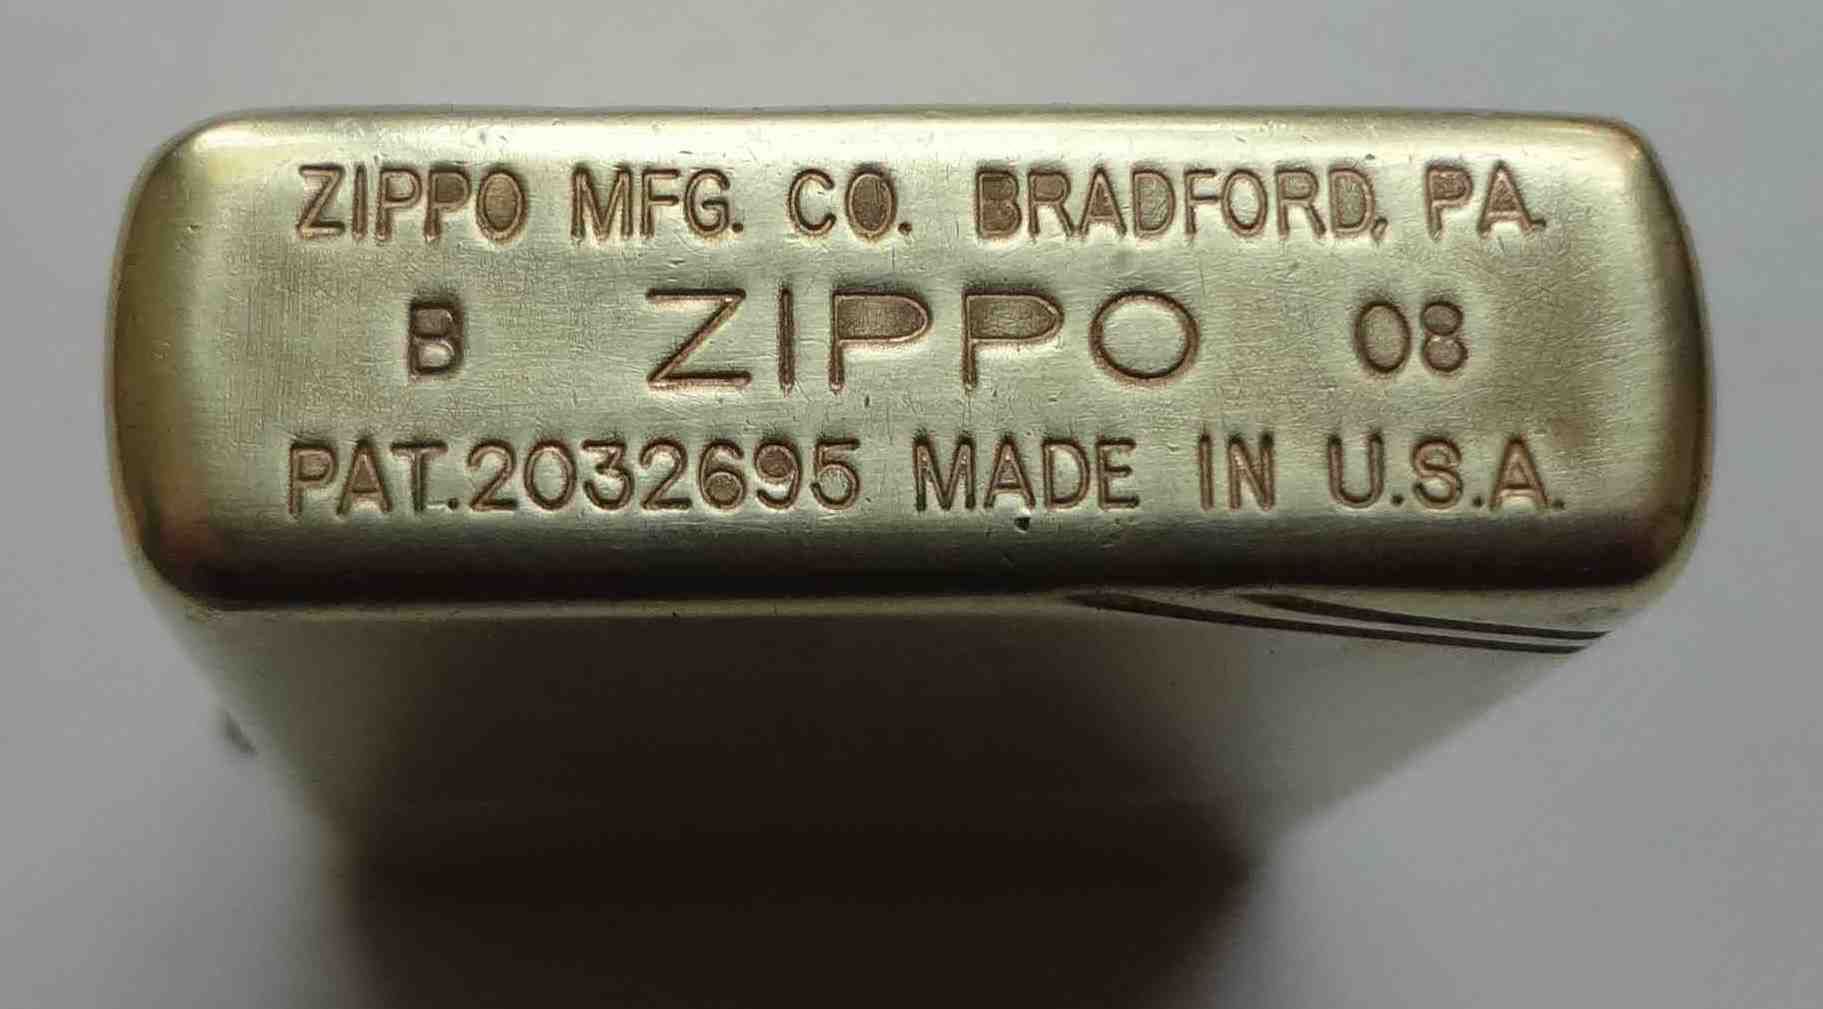 ZIPPO MFG. CO. BRADFORD, PA.
B ZIPPO 08
PAT.2032695 MADE IN U.S.A.